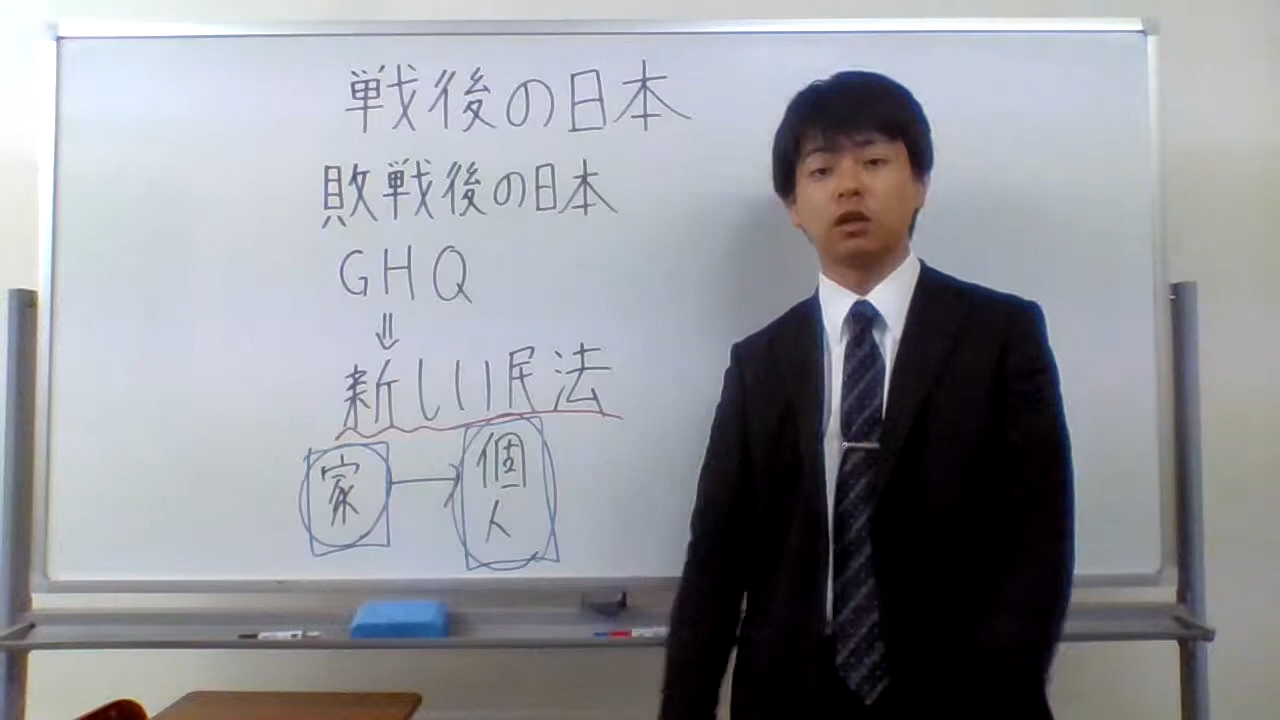 戦後の日本
敗戦後の日本
GHQ
⇓
新しい民法
家→個人